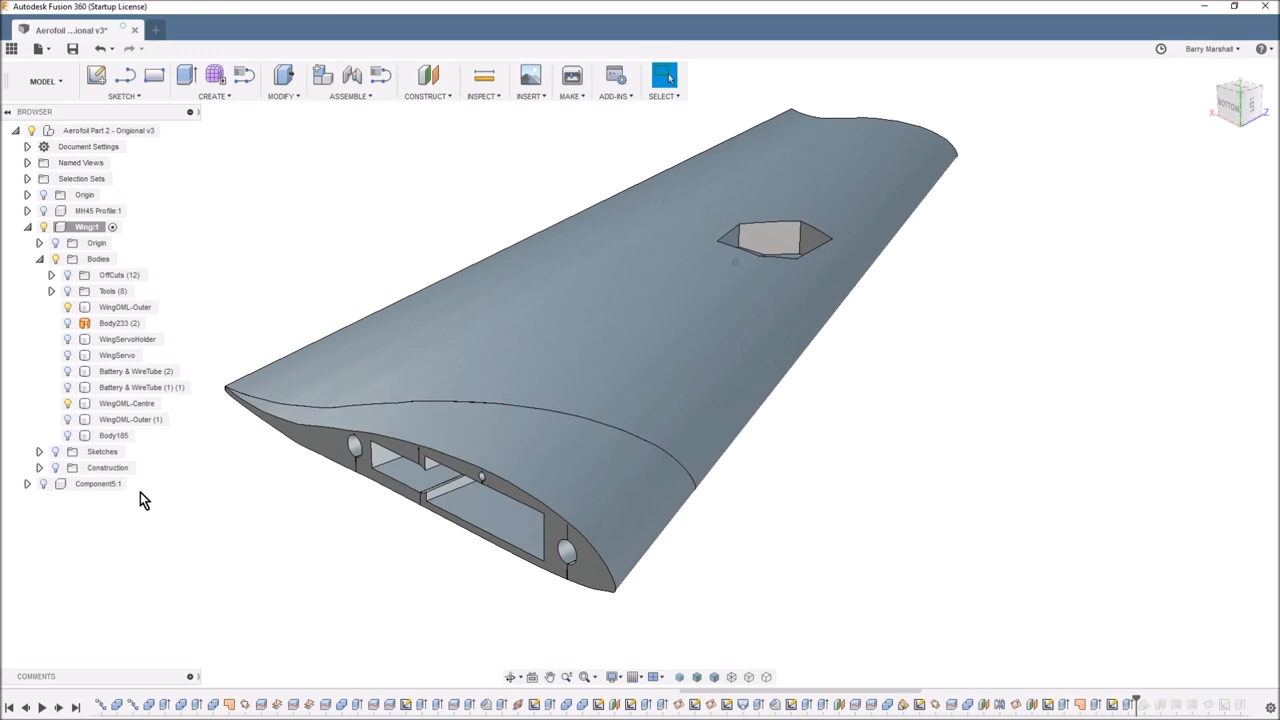 Autodesk Fusion 360 (Startup License)
Aerofoil ...ional v3*
Barry Marshall
MODEL
SKETCH
CREATE
MODIFY
ASSEMBLE
CONSTRUCT
INSPECT
INSERT
MAKE
ADD-INS
SELECT
BROWSER
Aerofoil Part 2 - Origional v3
Document Settings
Named Views
Selection Sets
Origin
MH45 Profile:1
Wing:1
Origin
Bodies
OffCuts (12)
Tools (8)
WingOML-Outer
Body233 (2)
WingServoHolder
WingServo
Battery & WireTube (2)
Battery & WireTube (1) (1)
WingOML-Centre
WingOML-Outer (1)
Body185
Sketches
Construction
Component5:1
BOTTOM
LEFT
X
Y
Z
COMMENTS